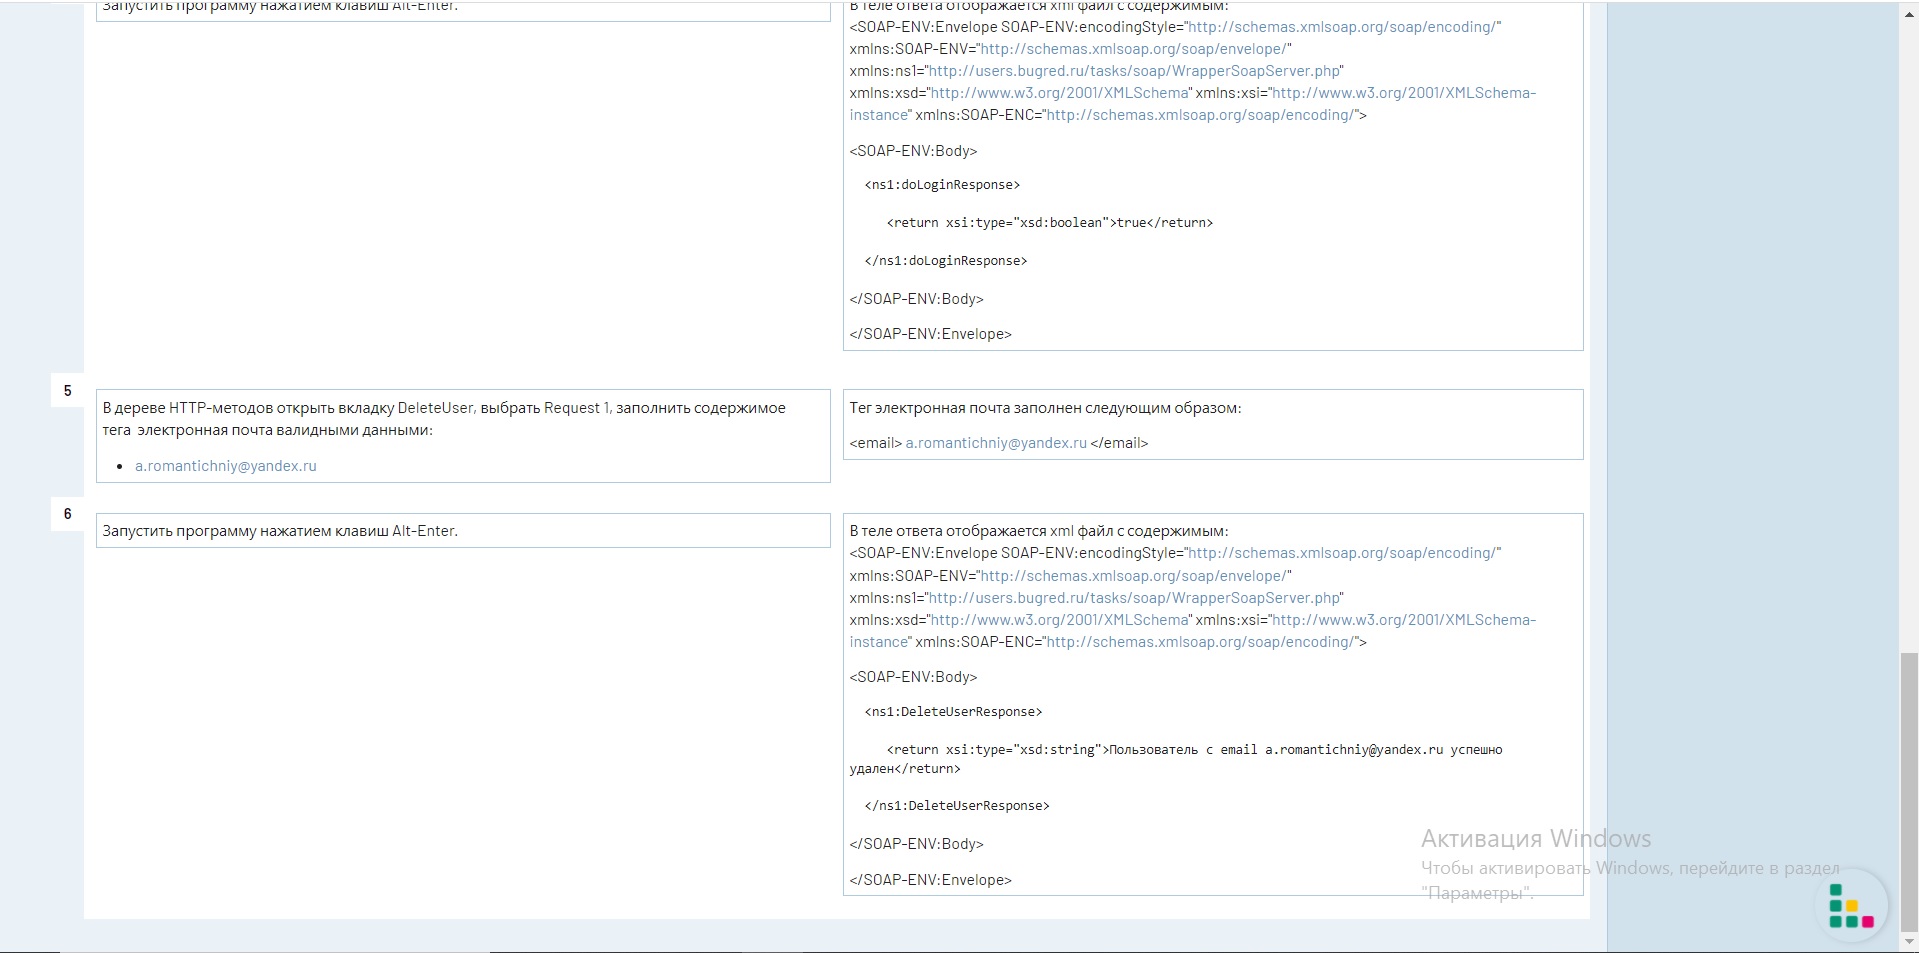 Запустить программу нажатием клавиш Alt-Enter.
В теле ответа отображается xml файл с содержимым:
<SOAP-ENV:Envelope SOAP-ENV:encodingStyle="http://schemas.xmlsoap.org/soap/encoding/"
xmlns:SOAP-ENV="http://schemas.xmlsoap.org/soap/envelope/"
xmlns:ns1="http://users.bugred.ru/tasks/soap/WrapperSoapServer.php"
xmlns:xsd="http://www.w3.org/2001/XMLSchema" xmlns:xsi="http://www.w3.org/2001/XMLSchema-
instance" xmlns:SOAP-ENC="http://schemas.xmlsoap.org/soap/encoding/">
<SOAP-ENV:Body>
<ns1:doLoginResponse>
<return xsi:type="xsd:boolean">true</return>
</ns1:doLoginResponse>
</SOAP-ENV:Body>
</SOAP-ENV:Envelope>
5
В дереве HTTP-методов открыть вкладку DeleteUser, выбрать Request 1, заполнить содержимое
тега электронная почта валидными данными:
• a.romantichniy@yandex.ru
Тег электронная почта заполнен следующим образом:
<email> a.romantichniy@yandex.ru </email>
6
Запустить программу нажатием клавиш Alt-Enter.
В теле ответа отображается xml файл с содержимым:
<SOAP-ENV:Envelope SOAP-ENV:encodingStyle="http://schemas.xmlsoap.org/soap/encoding/"
xmlns:SOAP-ENV="http://schemas.xmlsoap.org/soap/envelope/"
xmlns:ns1="http://users.bugred.ru/tasks/soap/WrapperSoapServer.php"
xmlns:xsd="http://www.w3.org/2001/XMLSchema" xmlns:xsi="http://www.w3.org/2001/XMLSchema-
instance" xmlns:SOAP-ENC="http://schemas.xmlsoap.org/soap/encoding/">
<SOAP-ENV:Body>
<ns1:DeleteUserResponse>
<return xsi:type="xsd:string">Пользователь с email a.romantichniy@yandex.ru успешно
удален</return>
</ns1:DeleteUserResponse>
</SOAP-ENV:Body>
</SOAP-ENV:Envelope>
Активация Windows
Чтобы активировать Windows, перейдите в раздел
"Параметры".